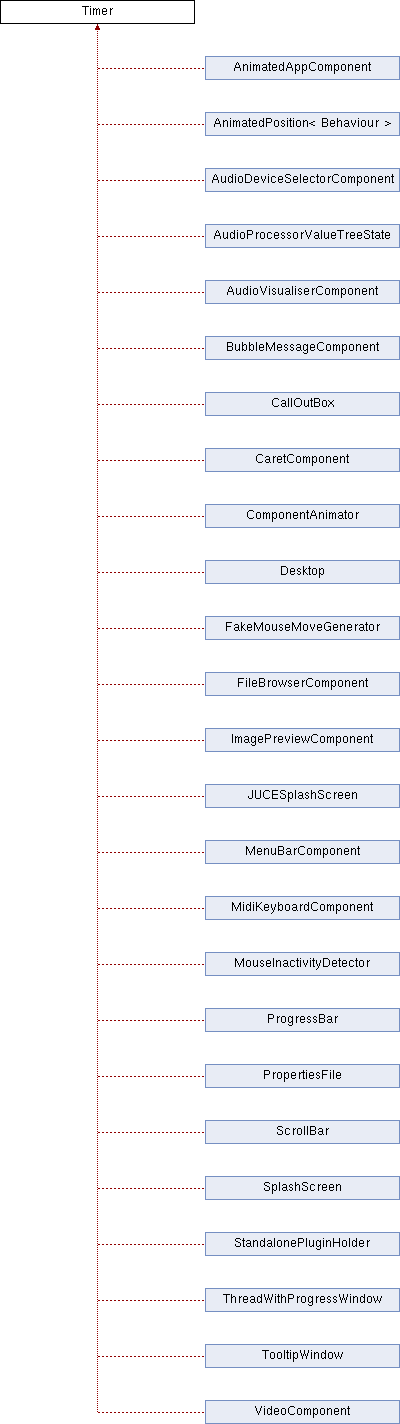 Timer
AnimatedAppComponent
AnimatedPosition< Behaviour >
AudioDeviceSelectorComponent
AudioProcessorValueTreeState
AudioVisualiserComponent
BubbleMessageComponent
CallOutBox
CaretComponent
ComponentAnimator
Desktop
FakeMouseMoveGenerator
FileBrowserComponent
ImagePreviewComponent
JUCESplashScreen
MenuBarComponent
MidiKeyboardComponent
MouseInactivityDetector
ProgressBar
PropertiesFile
ScrollBar
SplashScreen
StandalonePluginHolder
ThreadWithProgressWindow
TooltipWindow
VideoComponent